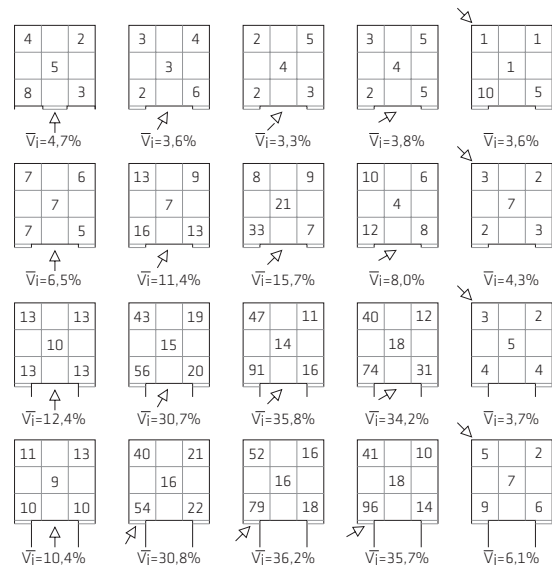 4 2 3 4 2 5 3 5 1 1
5 3 4 4 1
8 3 2 6 2 3 2 5 10 5
V̅i=4,7% V̅i=3,6% V̅i=3,3% V̅i=3,8% V̅i=3,6%
7 6 13 9 8 9 10 6 3 2
7 7 21 4 7
7 5 16 13 33 7 12 8 2 3
V̅i=6,5% V̅i=11,4% V̅i=15,7% V̅i=8,0% V̅i=4,3%
13 13 43 19 47 11 40 12 3 2
10 15 14 18 5
13 13 56 20 91 16 74 31 4 4
V̅i=12,4% V̅i=30,7% V̅i=35,8% V̅i=34,2% V̅i=3,7%
11 13 40 21 52 16 41 10 5 2
9 16 16 18 7
10 10 54 22 79 18 96 14 9 6
V̅i=10,4% V̅i=30,8% V̅i=36,2% V̅i=35,7% V̅i=6,1%